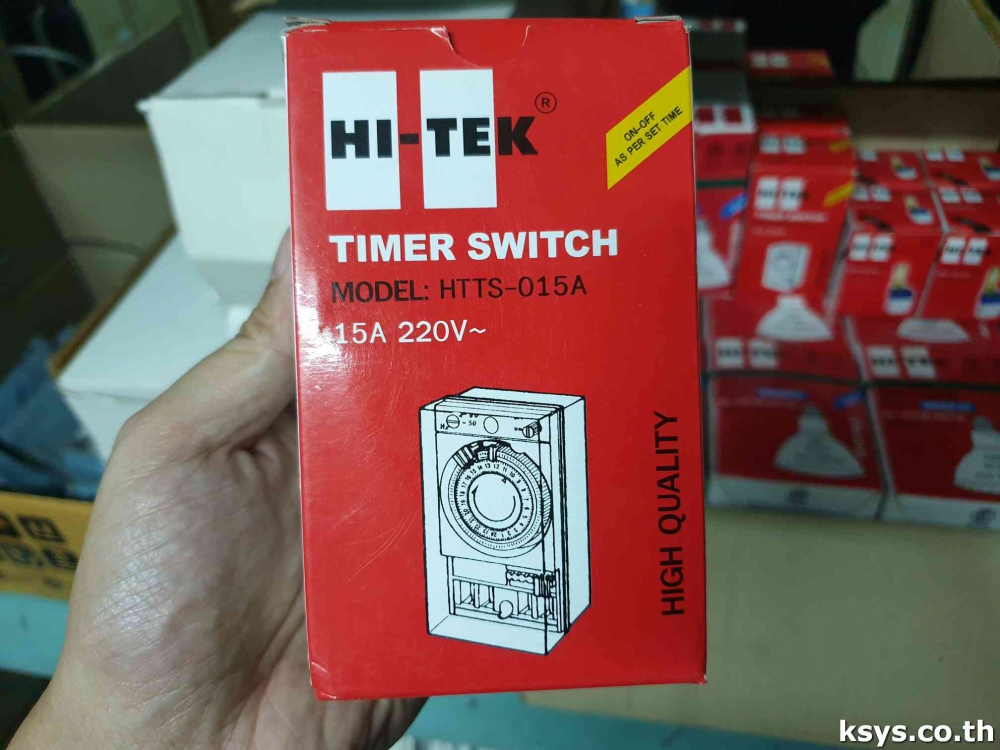 HI-TEK®
ON-OFF
AS PER SET TIME
TIMER SWITCH
MODEL: HTTS-015A
15A 220V~
HIGH QUALITY
ksys.co.th